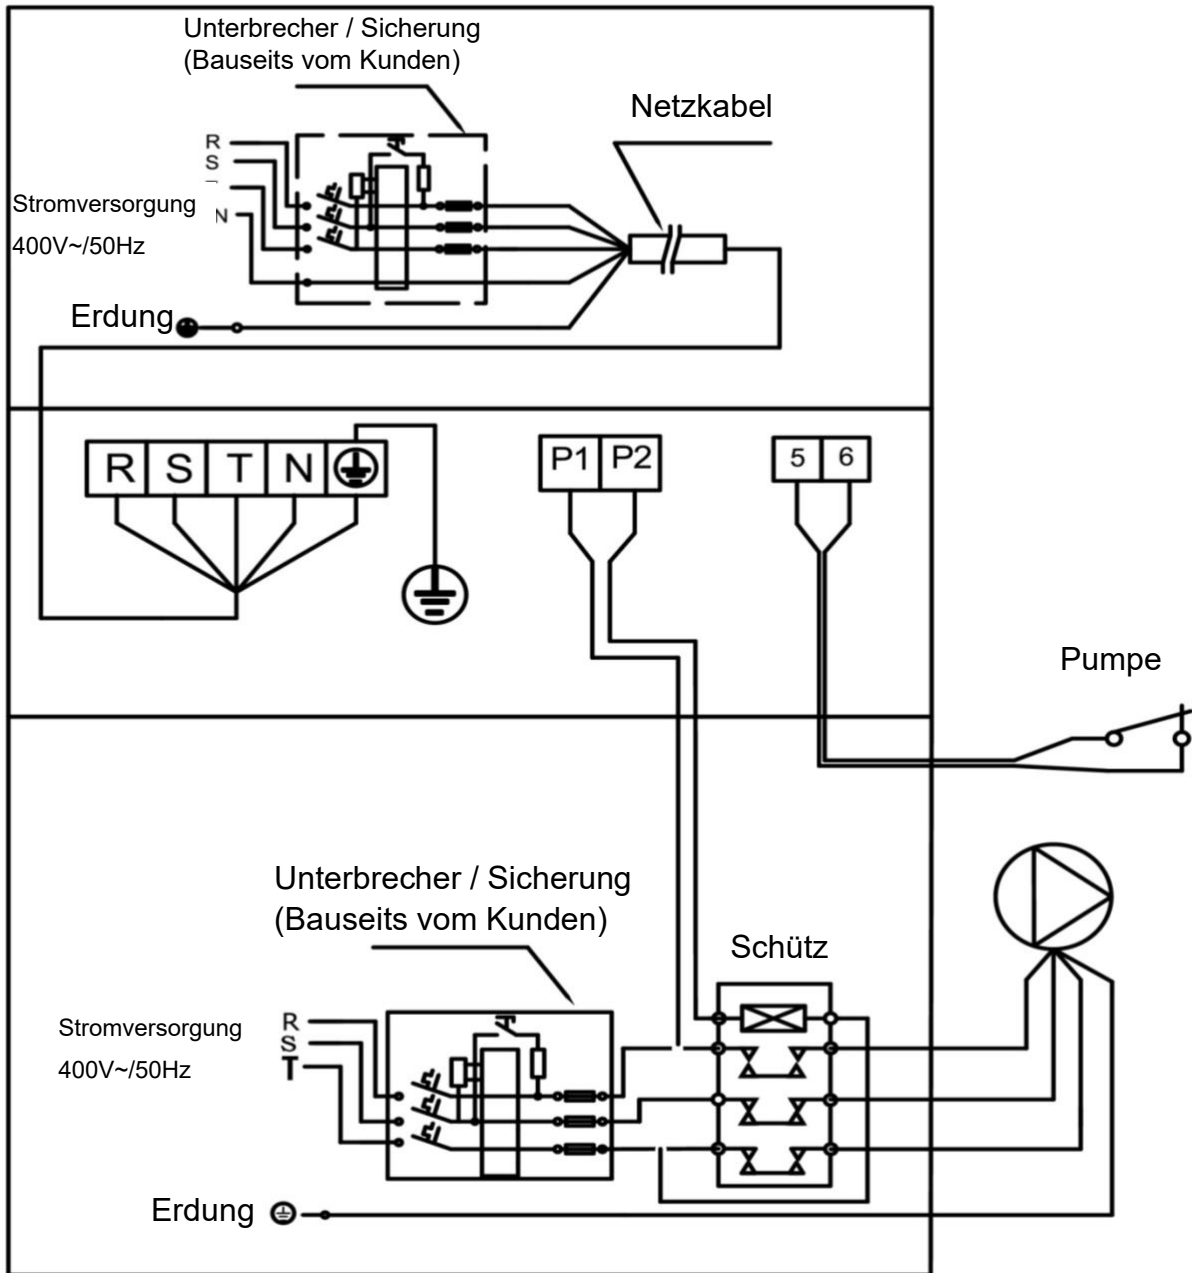 Unterbrecher / Sicherung
(Bauseits vom Kunden)
Netzkabel
R
S
Stromversorgung
N
400V~/50Hz
Erdung
R S T N
P1 P2
5 6
Pumpe
Unterbrecher / Sicherung
(Bauseits vom Kunden)
Schütz
Stromversorgung
R
S
T
400V~/50Hz
Erdung